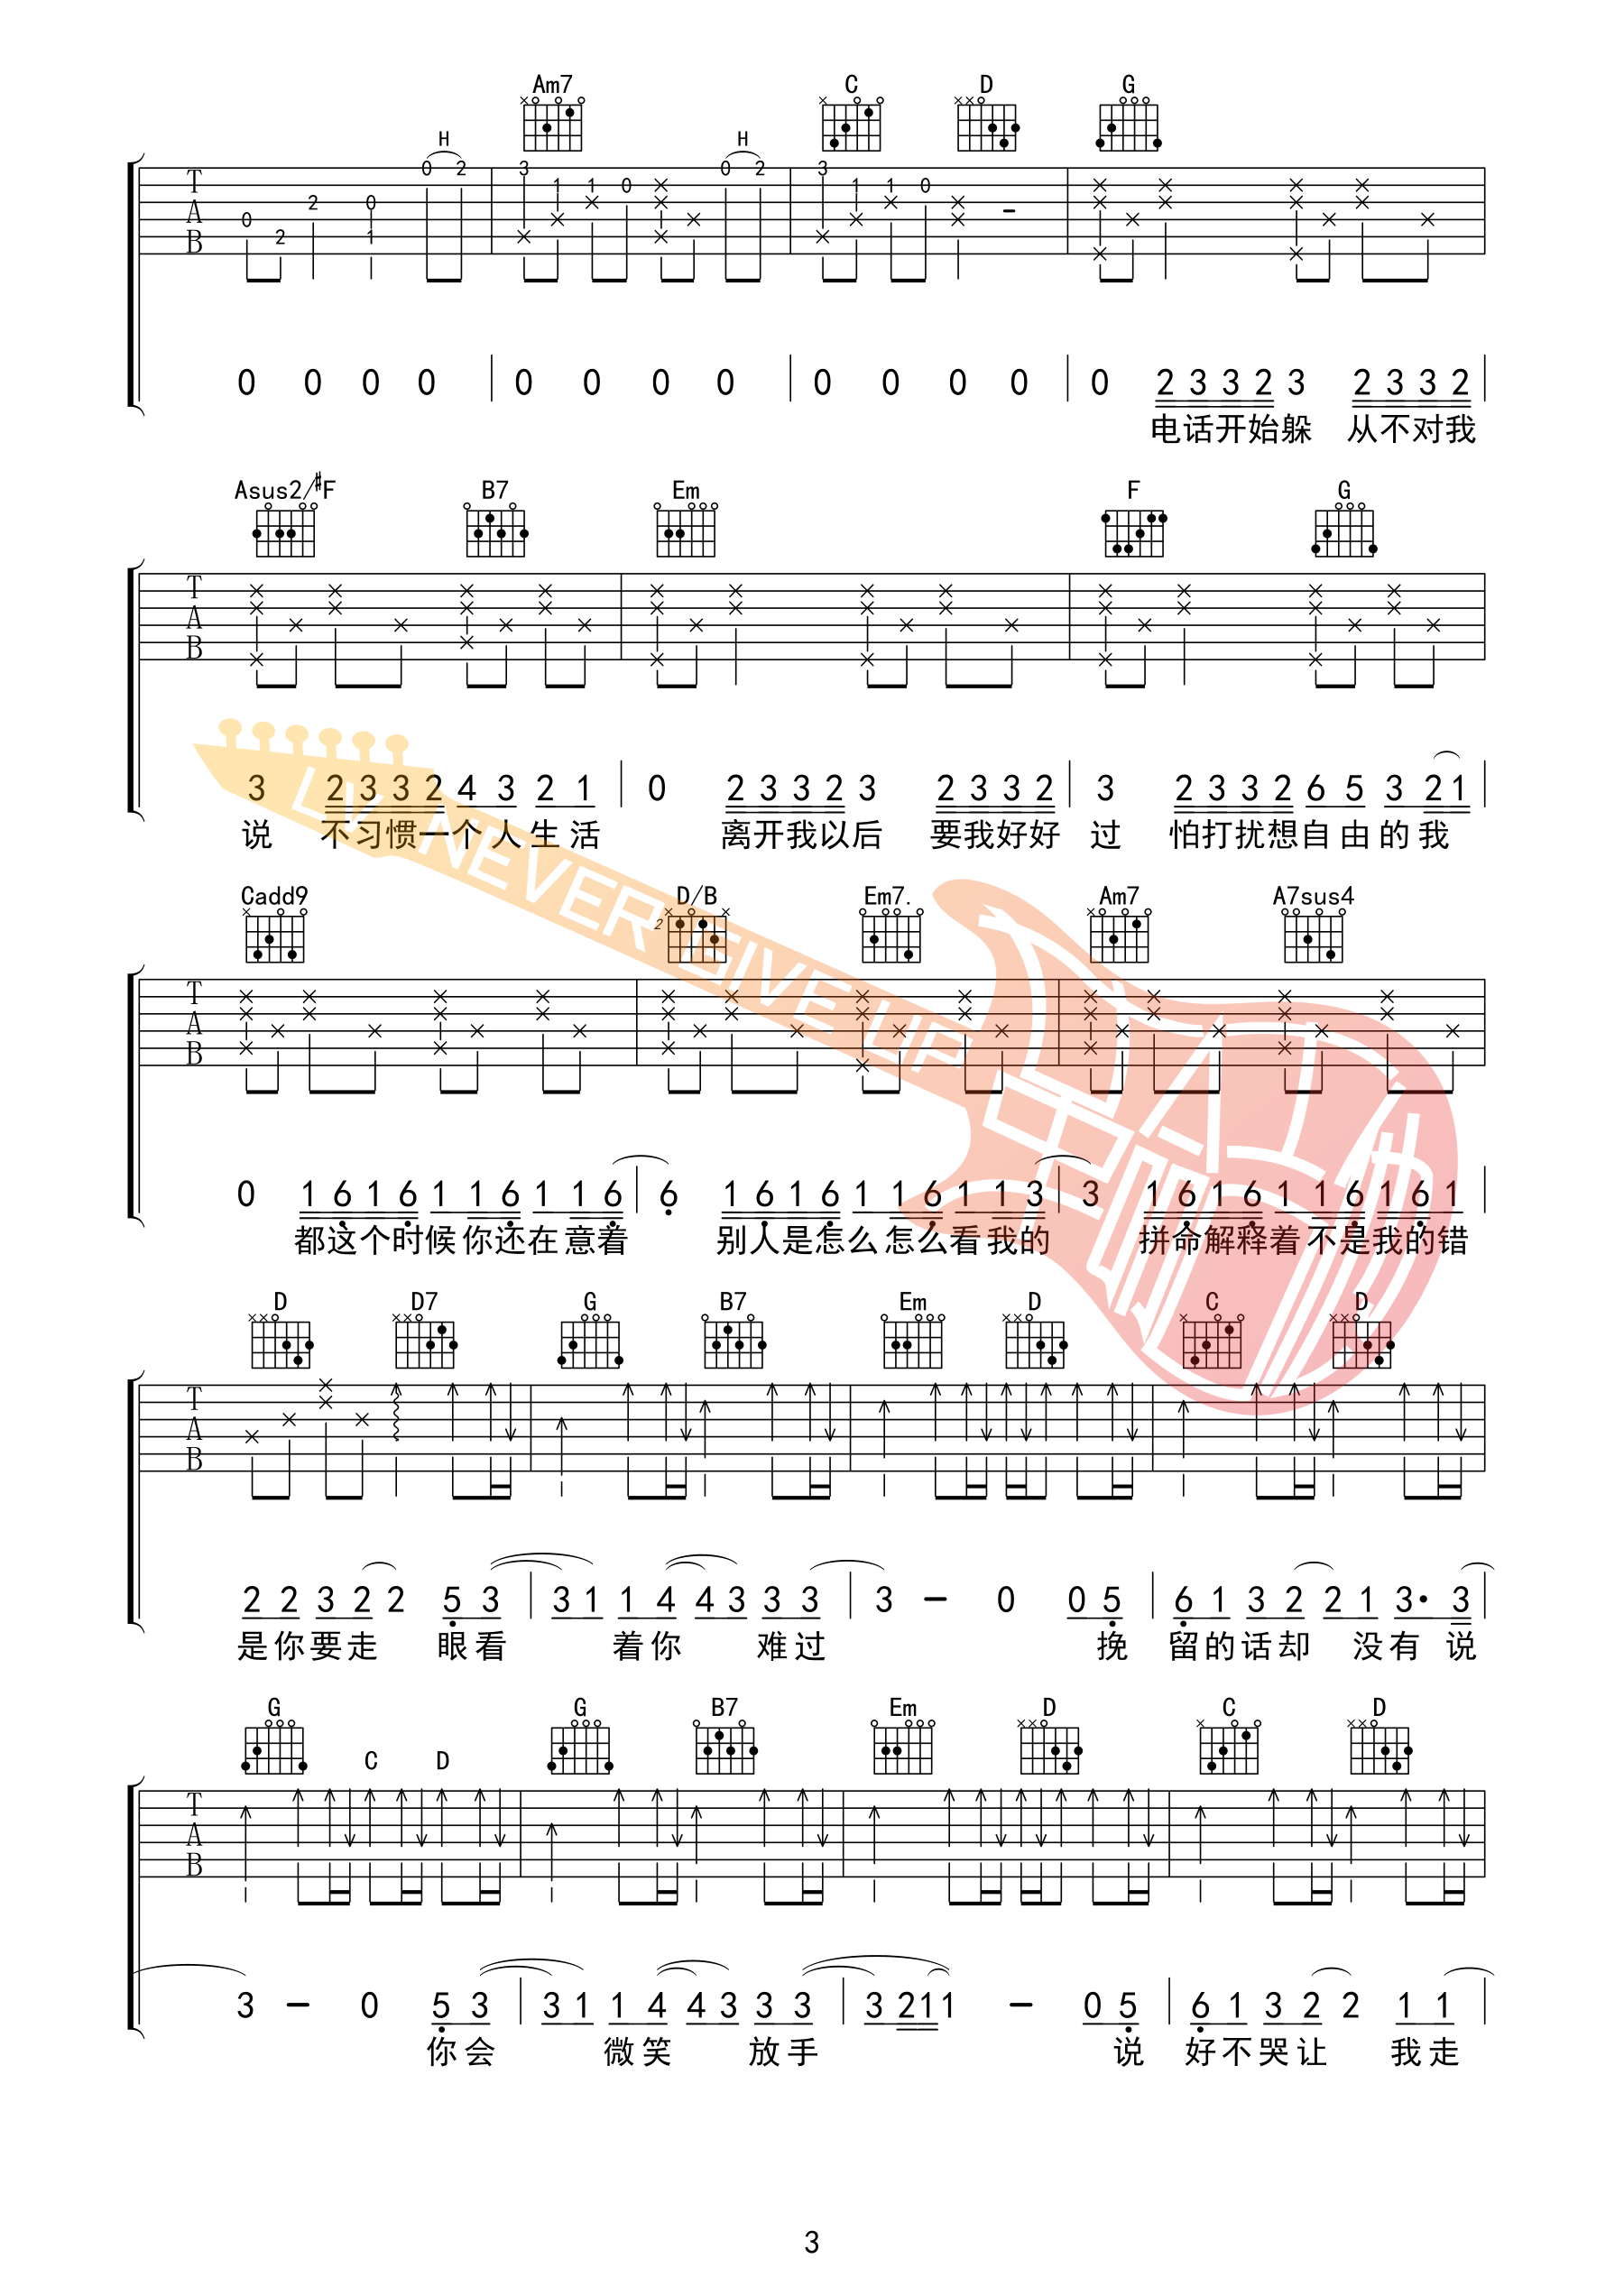 Am7 C D G
H H
3 1 1 0 0 2 3 1 1 0
0 2 2 0 1 0 2
T A B
0 0 0 0 0 0 0 0 0 0 0 0 0 2 3 3 2 3 2 3 3 2
电话开始躲 从不对我
Asus2/#F B7 Em F G
T A B
3 2 3 3 2 4 3 2 1 0 2 3 3 2 3 2 3 3 2 3 2 3 3 2 6 5 3 2 1
说 不习惯一个人生活 离开我以后 要我好好 过 怕打扰想自由的我
LV NEVER GIVE UP
Cadd9 D/B Em7. Am7 A7sus4
2
T A B
0 1 6 1 6 1 1 6 1 1 6 6 1 6 1 6 1 1 6 1 1 3 3 1 6 1 6 1 1 6 1 6 1
都这个时候你还在意着 别人是怎么怎么看我的 拼命解释着不是我的错
D D7 G B7 Em D C D
T A B
2 2 3 2 2 5 3 3 1 1 4 4 3 3 3 3 - 0 0 5 6 1 3 2 2 1 3· 3
是你要走 眼看 着你 难过 挽 留的话却 没有 说
G C D G B7 Em D C D
T A B
3 - 0 5 3 3 1 1 4 4 3 3 3 3 2 1 1 - 0 5 6 1 3 2 2 1 1
你会 微笑 放手 说 好不哭让 我走
3